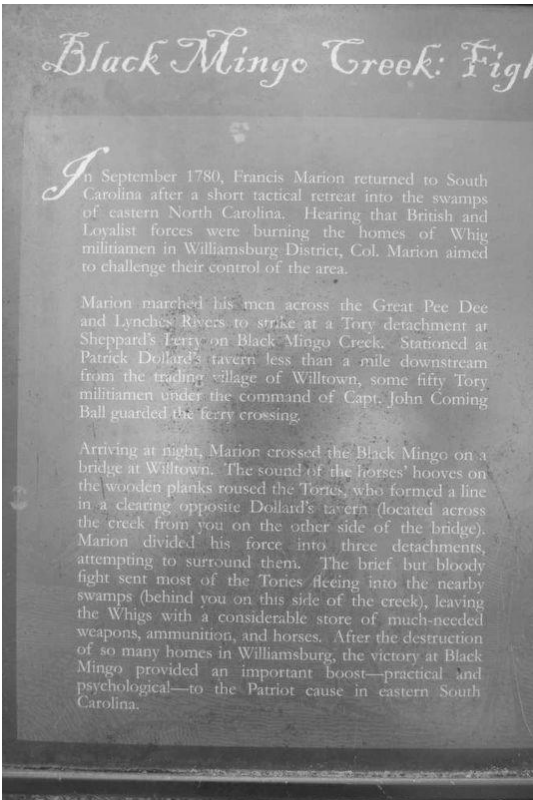 Black Mingo Creek: Figh
In September 1780, Francis Marion returned to South
Carolina after a short tactical retreat into the swamps
of eastern North Carolina. Hearing that British and
Loyalist forces were burning the homes of Whig
militiamen in Williamsburg District, Col. Marion aimed
to challenge their control of the area.
Marion marched his men across the Great Pee Dee
and Lynches Rivers to strike at a Tory detachment at
Sheppard's Ferry on Black Mingo Creek. Stationed at
Patrick Dollard's tavern less than a mile downstream
from the trading village of Willtown, some fifty Tory
militiamen under the command of Capt. John Coming
Ball guarded the ferry crossing.
Arriving at night, Marion crossed the Black Mingo on a
bridge at Willtown. The sound of the horses' hooves on
the wooden planks roused the Tories, who formed a line
in a clearing opposite Dollard's tavern (located across
the creek from you on the other side of the bridge).
Marion divided his force into three detachments,
attempting to surround them. The brief but bloody
fight sent most of the Tories fleeing into the nearby
swamps (behind you on this side of the creek), leaving
the Whigs with a considerable store of much-needed
weapons, ammunition, and horses. After the destruction
of so many homes in Williamsburg, the victory at Black
Mingo provided an important boost—practical and
psychological—to the Patriot cause in eastern South
Carolina.